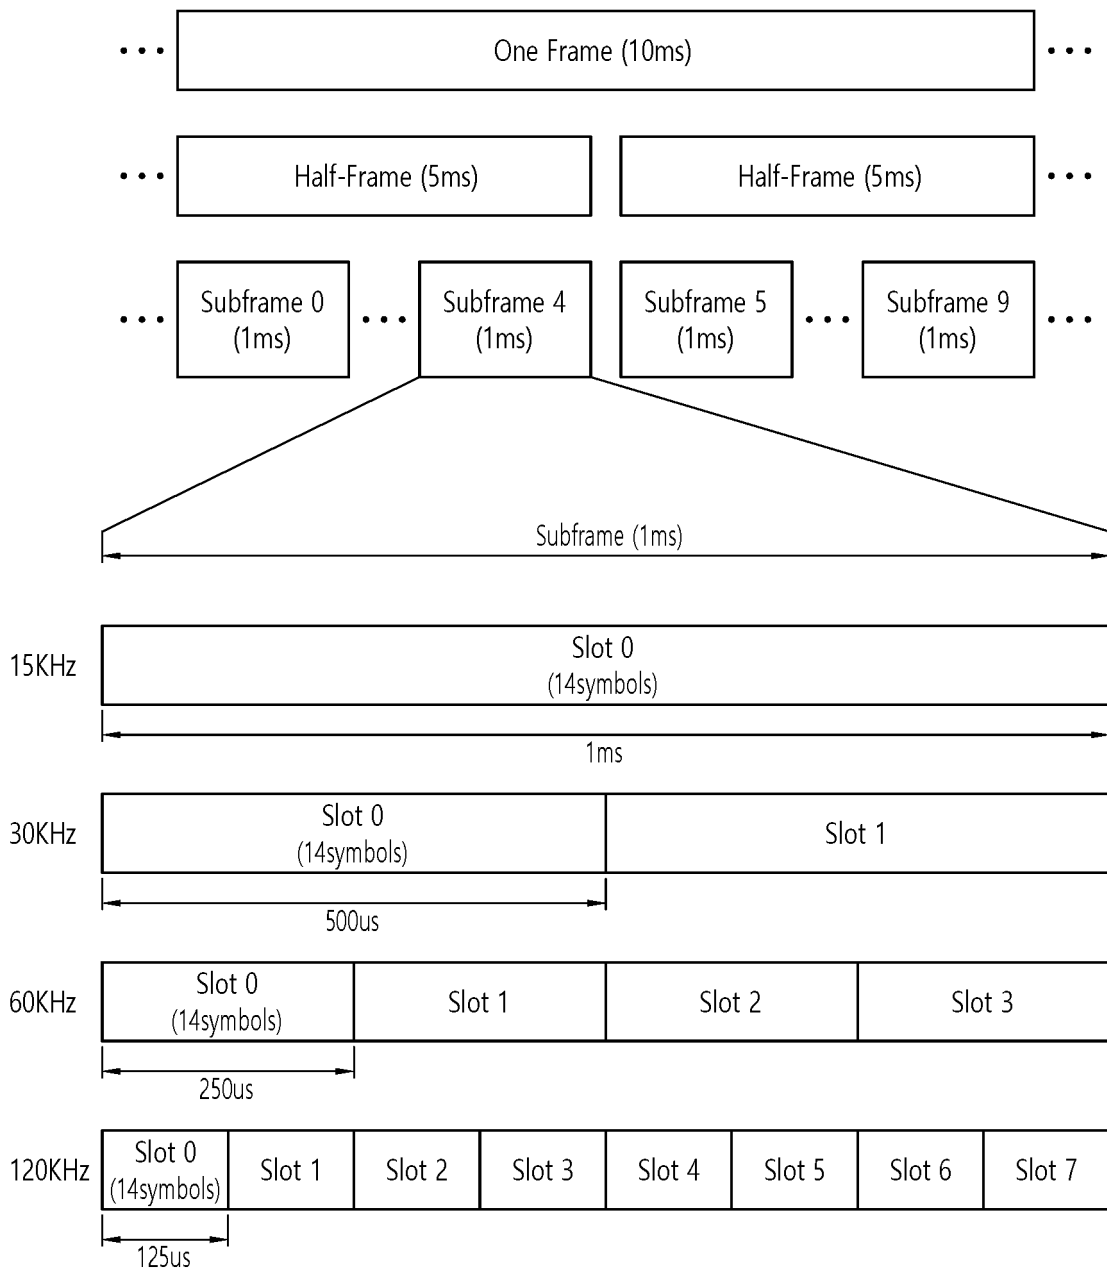 One Frame (10ms)
Half-Frame (5ms)
Half-Frame (5ms)
Subframe 0
(1ms)
Subframe 4
(1ms)
Subframe 5
(1ms)
Subframe 9
(1ms)
Subframe (1ms)
15KHz
Slot 0
(14symbols)
1ms
30KHz
Slot 0
(14symbols)
Slot 1
500us
60KHz
Slot 0
(14symbols)
Slot 1
Slot 2
Slot 3
250us
120KHz
Slot 0
(14symbols)
Slot 1
Slot 2
Slot 3
Slot 4
Slot 5
Slot 6
Slot 7
125us